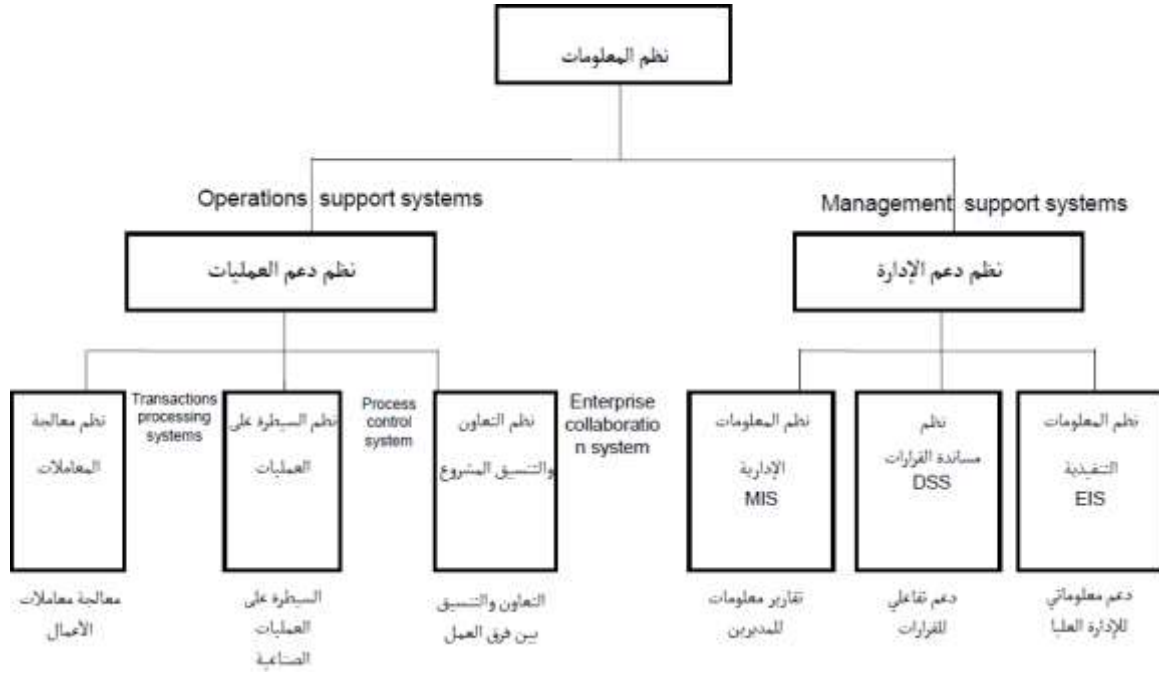 نظم المعلومات
Operations support systems
Management support systems
نظم دعم العمليات
نظم دعم الإدارة
نظم معالجة
المعاملات
Transactions
processing
systems
نظم السيطرة على
العمليات
Process
control
system
نظم التعاون
والتنسيق المشروع
Enterprise
collaboratio
n system
نظم المعلومات
الإدارية
MIS
نظم
مساندة القرارات
DSS
نظم المعلومات
التنفيذية
EIS
معالجة معاملات
الأعمال
السيطرة على
العمليات
الصناعية
التعاون والتنسيق
بين فرق العمل
تقارير معلومات
للمديرين
دعم تفاعلي
للقرارات
دعم معلوماتي
للإدارة العليا